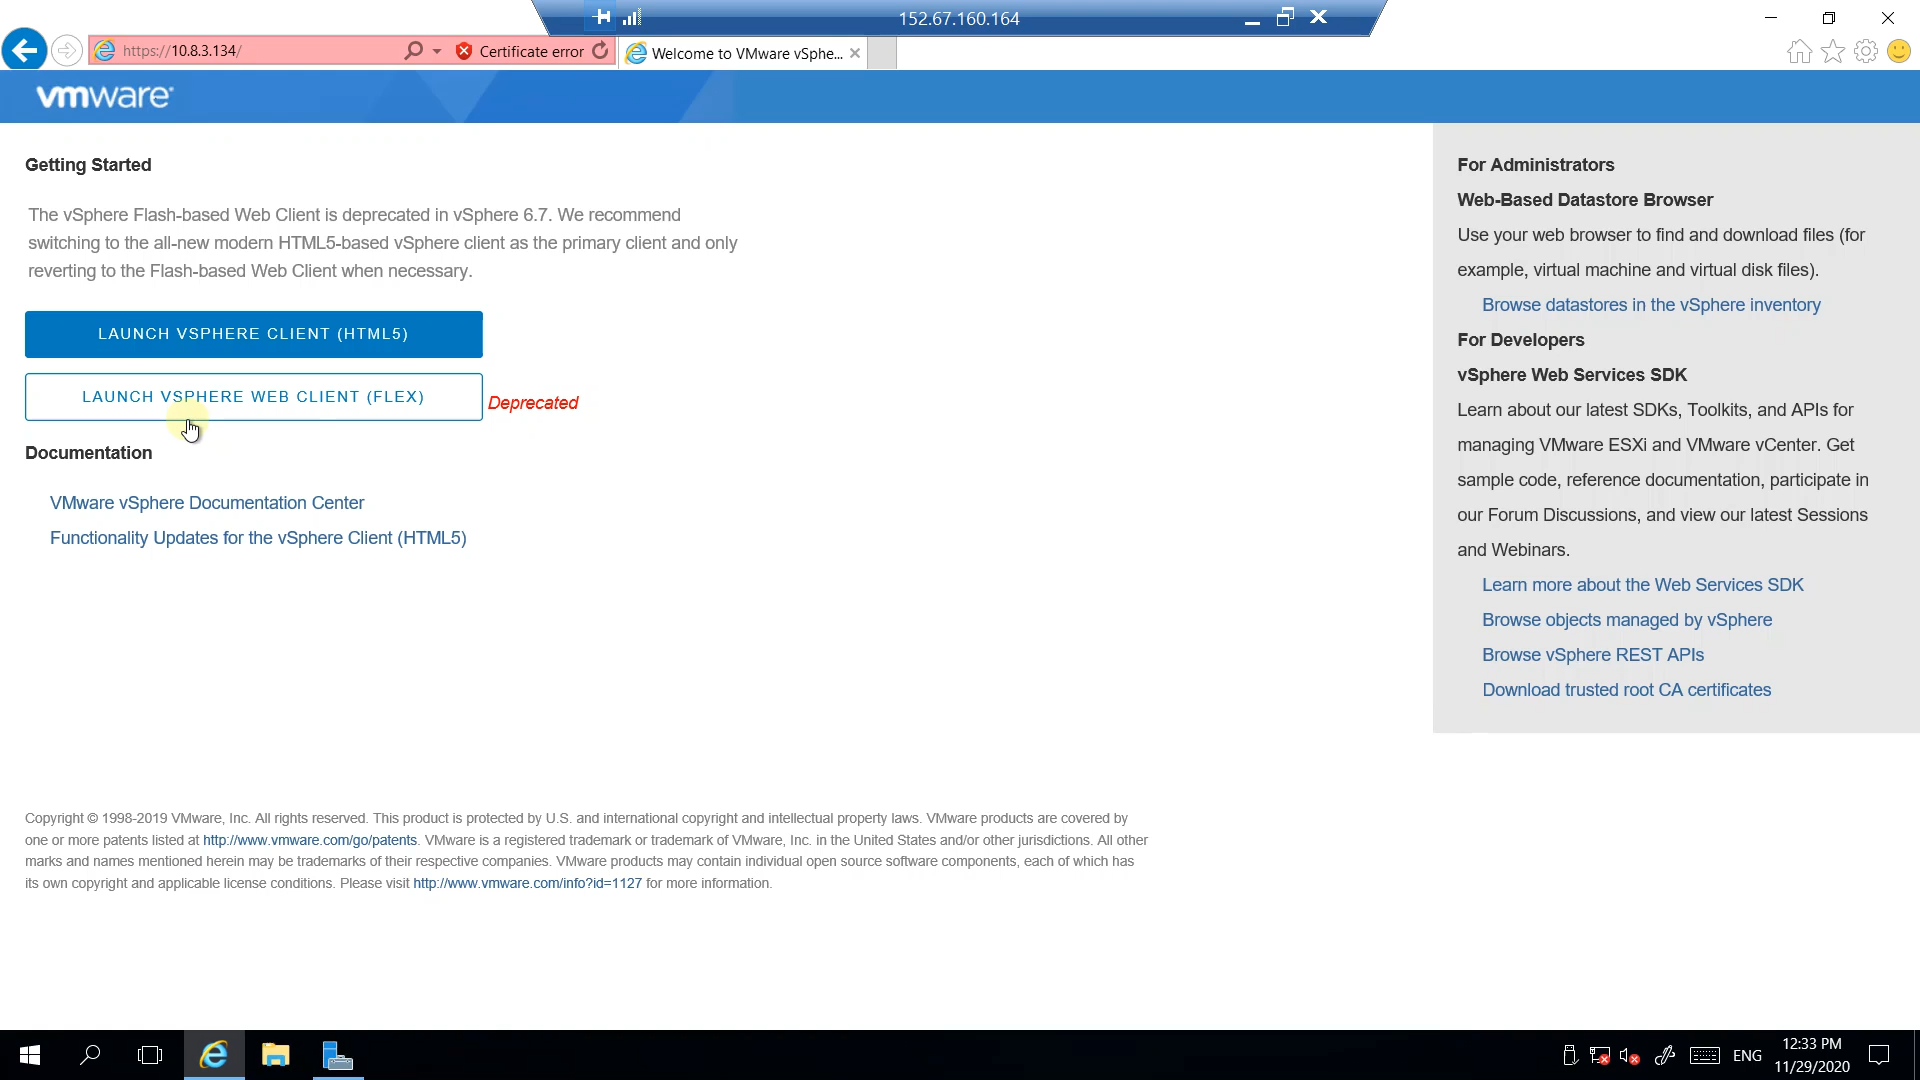 152.67.160.164
https://10.8.3.134/
Certificate error
Welcome to VMware vSphe...
vmware
Getting Started
The vSphere Flash-based Web Client is deprecated in vSphere 6.7. We recommend
switching to the all-new modern HTML5-based vSphere client as the primary client and only
reverting to the Flash-based Web Client when necessary.
LAUNCH VSPHERE CLIENT (HTML5)
LAUNCH VSPHERE WEB CLIENT (FLEX)
Deprecated
Documentation
VMware vSphere Documentation Center
Functionality Updates for the vSphere Client (HTML5)
For Administrators
Web-Based Datastore Browser
Use your web browser to find and download files (for
example, virtual machine and virtual disk files).
Browse datastores in the vSphere inventory
For Developers
vSphere Web Services SDK
Learn about our latest SDKs, Toolkits, and APIs for
managing VMware ESXi and VMware vCenter. Get
sample code, reference documentation, participate in
our Forum Discussions, and view our latest Sessions
and Webinars.
Learn more about the Web Services SDK
Browse objects managed by vSphere
Browse vSphere REST APIs
Download trusted root CA certificates
Copyright © 1998-2019 VMware, Inc. All rights reserved. This product is protected by U.S. and international copyright and intellectual property laws. VMware products are covered by
one or more patents listed at http://www.vmware.com/go/patents. VMware is a registered trademark or trademark of VMware, Inc. in the United States and/or other jurisdictions. All other
marks and names mentioned herein may be trademarks of their respective companies. VMware products may contain individual open source software components, each of which has
its own copyright and applicable license conditions. Please visit http://www.vmware.com/info?id=1127 for more information.
ENG
12:33 PM
11/29/2020